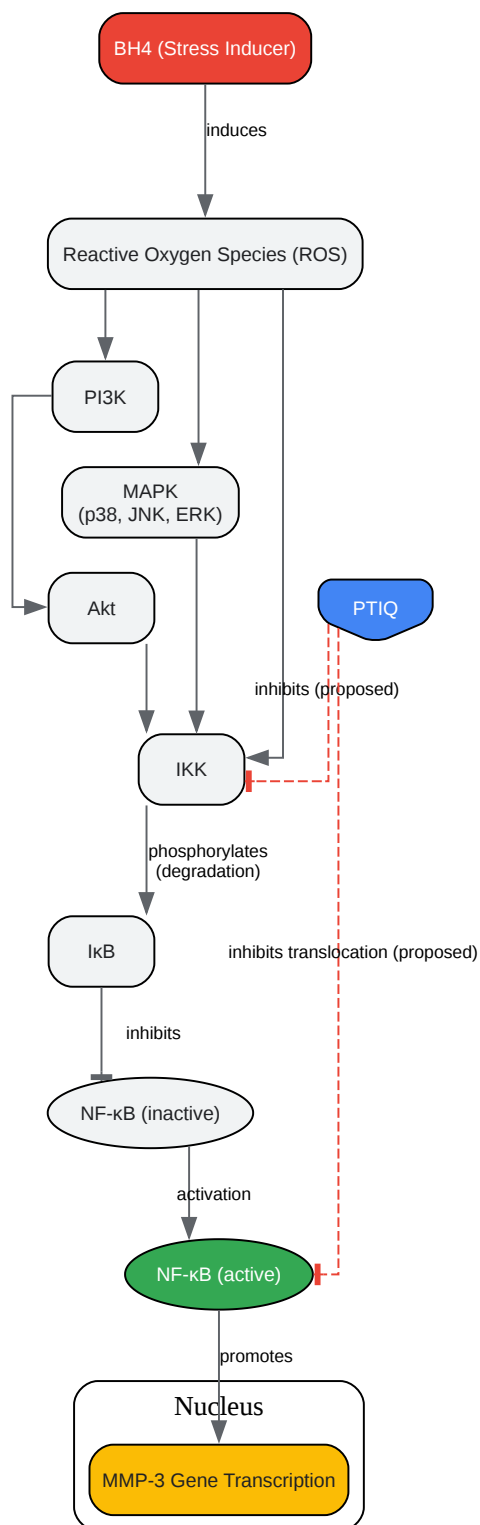 BH4 (Stress Inducer)
induces
Reactive Oxygen Species (ROS)
PI3K
MAPK
(p38, JNK, ERK)
Akt
PTIQ
inhibits (proposed)
IKK
phosphorylates
(degradation)
IκB
inhibits translocation (proposed)
inhibits
NF-κB (inactive)
activation
NF-κB (active)
promotes
Nucleus
MMP-3 Gene Transcription